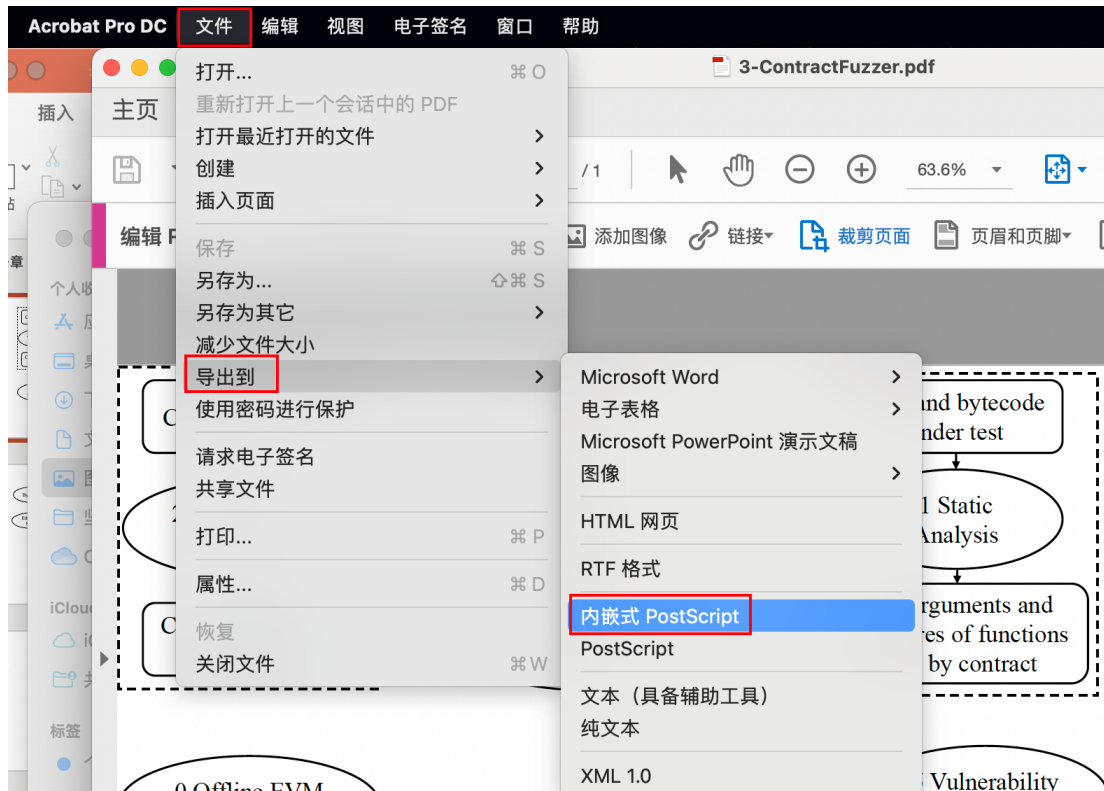 Acrobat Pro DC 文件 编辑 视图 电子签名 窗口 帮助
3-ContractFuzzer.pdf
插入 主页
/ 1 63.6%
编辑 添加图像 链接 裁剪页面 页眉和页脚
章
打开... ⌘ O
重新打开上一个会话中的 PDF
打开最近打开的文件
创建
插入页面
保存 ⌘ S
另存为... ⇧⌘ S
另存为其它
减少文件大小
导出到
使用密码进行保护
请求电子签名
共享文件
打印... ⌘ P
属性... ⌘ D
恢复
关闭文件 ⌘ W
Microsoft Word
电子表格
Microsoft PowerPoint 演示文稿
图像
HTML 网页
RTF 格式
内嵌式 PostScript
PostScript
文本（具备辅助工具）
纯文本
XML 1.0
个人收
iCloud
标签
and bytecode
under test
1 Static
Analysis
rguments and
res of functions
by contract
0 Offline EVM
Vulnerability